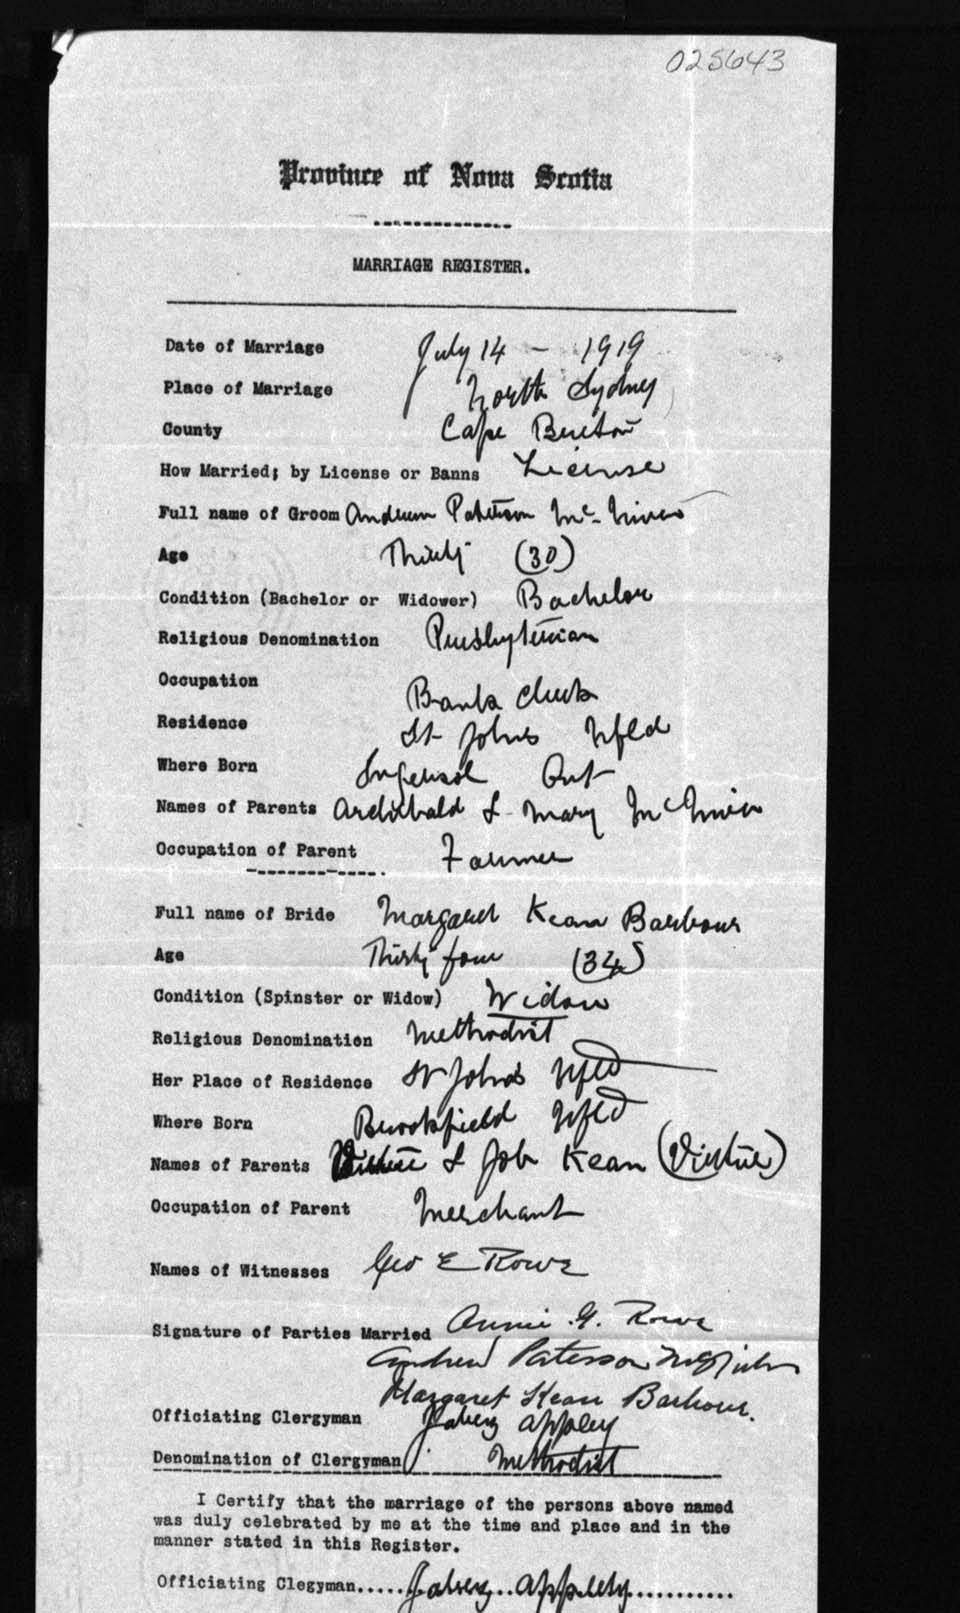 025643
Province of Nova Scotia
MARRIAGE REGISTER.
Date of Marriage July 14 - 1919
Place of Marriage North Sydney
County Cape Breton
How Married; by License or Banns License
Full name of Groom Andrew Paterson Mc
Age Thirty (30)
Condition (Bachelor or Widower) Bachelor
Religious Denomination Presbyterian
Occupation Bank Clerk
Residence St Johns Nfld
Where Born Ingersol Ont
Names of Parents Archibald & Mary Mc
Occupation of Parent Farmer
Full name of Bride Margaret Kean Barbour
Age Thirty four (34)
Condition (Spinster or Widow) Widow
Religious Denomination Methodist
Her Place of Residence St Johns Nfld
Where Born Brookfield Nfld
Names of Parents & Job Kean (Virtue)
Occupation of Parent Merchant
Names of Witnesses Geo E Rowe
Annie G. Rowe
Signature of Parties Married
Andrew Paterson
Margaret Kean Barbour.
Officiating Clergyman Appley
Denomination of Clergyman Methodist
I Certify that the marriage of the persons above named
was duly celebrated by me at the time and place and in the
manner stated in this Register.
Officiating Clegyman